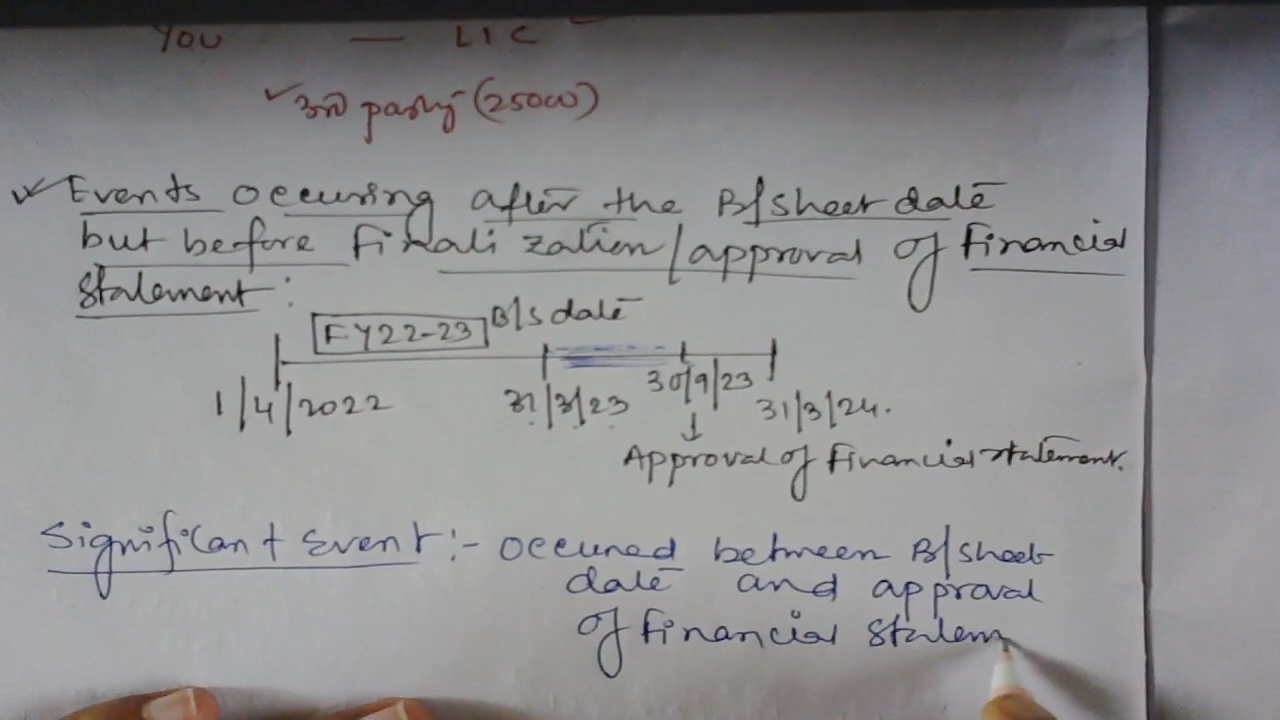 YOU — LIC
✓ 3rd party (25000)
✓ Events occuring after the B/sheet date
but before finalization/approval of financial
statement:
FY22-23 B/s date
1/4/2022 31/3/23 30/9/23 31/3/24.
↓
Approval of financial statement.
Significant Event:- occured between B/sheet
date and approval
of financial Statem